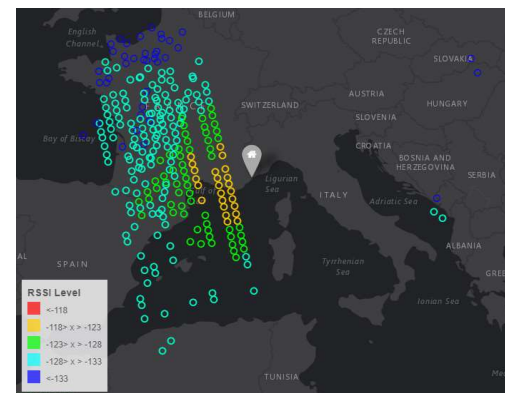 BELGIUM
English
Channel
CZECH
REPUBLIC
SLOVAKIA
AUSTRIA
SWITZERLAND
HUNGARY
SLOVENIA
CROATIA
Bay of Biscay
BOSNIA AND
HERZEGOVINA
SERBIA
Ligurian
Sea
ITALY
Adriatic Sea
ALBANIA
SPAIN
Tyrrhenian
Sea
GREE
Ionian Sea
RSSI Level
<-118
-118> x > -123
-123> x > -128
-128> x > -133
<-133
TUNISIA